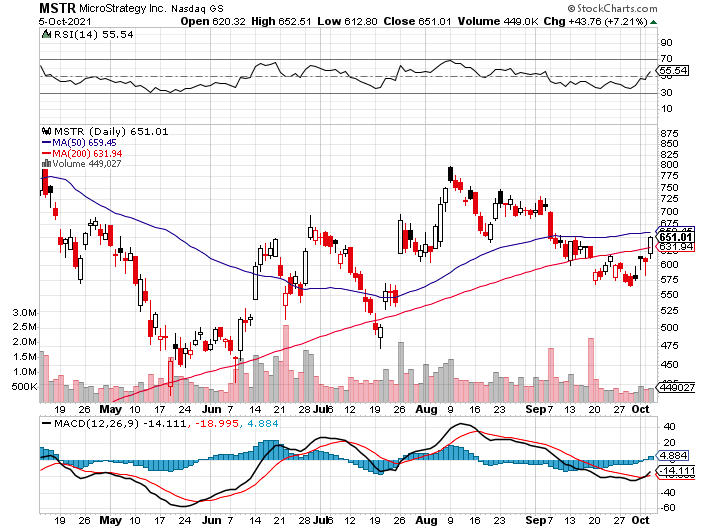 MSTR MicroStrategy Inc. Nasdaq GS © StockCharts.com
5-Oct-2021 Open 620.32 High 652.51 Low 612.80 Close 651.01 Volume 449.0K Chg +43.76 (+7.21%)
RSI(14) 55.54
90
70
55.54
50
30
10
MSTR (Daily) 651.01
MA(50) 659.45
MA(200) 631.94
Volume 449,027
875
850
825
800
775
750
725
700
675
651.01
631.94
600
575
550
525
500
475
450
3.0M
2.5M
2.0M
1.5M
1.0M
500K
449027
19 26 May 10 17 24 Jun 7 14 21 28 Jul 6 12 19 26 Aug 9 16 23 30 Sep 7 13 20 27 Oct
MACD(12,26,9) -14.111, -18.995, 4.884
40
20
4.884
-14.111
-40
-60
19 26 May 10 17 24 Jun 7 14 21 28 Jul 6 12 19 26 Aug 9 16 23 30 Sep 7 13 20 27 Oct